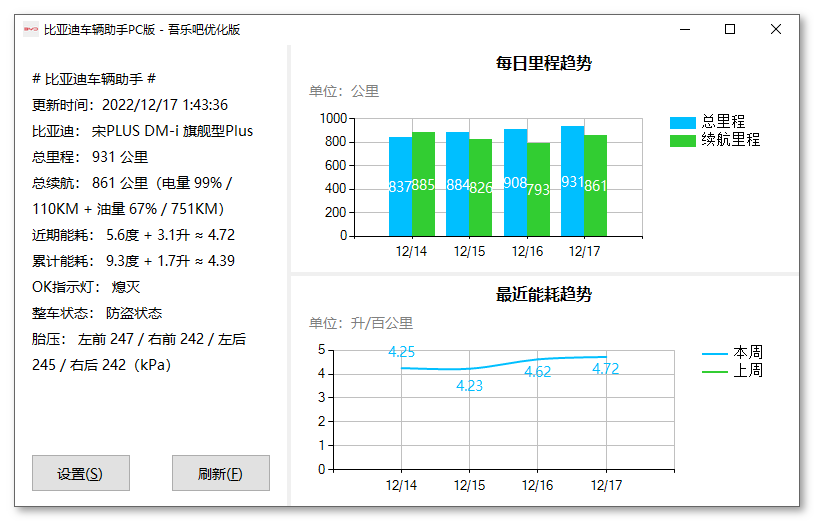 BYD 比亚迪车辆助手PC版 - 吾乐吧优化版
# 比亚迪车辆助手 #
更新时间：2022/12/17 1:43:36
比亚迪： 宋PLUS DM-i 旗舰型Plus
总里程： 931 公里
总续航： 861 公里（电量 99% /
110KM + 油量 67% / 751KM）
近期能耗： 5.6度 + 3.1升 ≈ 4.72
累计能耗： 9.3度 + 1.7升 ≈ 4.39
OK指示灯： 熄灭
整车状态： 防盗状态
胎压： 左前 247 / 右前 242 / 左后
245 / 右后 242（kPa）
设置(S)
刷新(F)
每日里程趋势
单位：公里
1000
800
600
400
200
0
837 885 884 826 908 793 931 861
12/14 12/15 12/16 12/17
总里程
续航里程
最近能耗趋势
单位：升/百公里
5
4
3
2
1
0
4.25 4.23 4.62 4.72
12/14 12/15 12/16 12/17
本周
上周